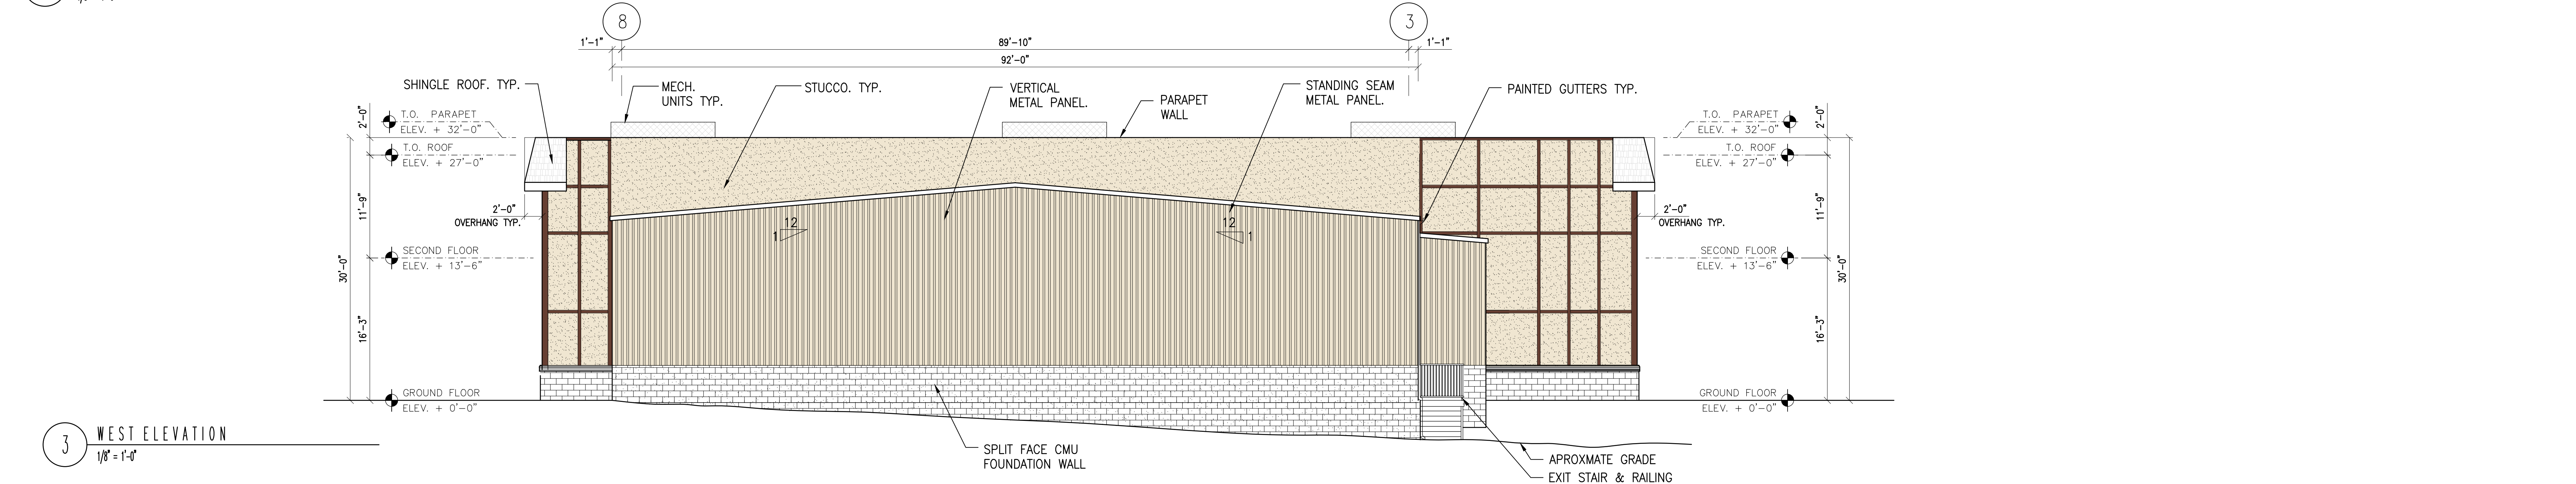 8
3
1'-1"
89'-10"
1'-1"
92'-0"
SHINGLE ROOF. TYP.
MECH.
UNITS TYP.
STUCCO. TYP.
VERTICAL
METAL PANEL.
PARAPET
WALL
STANDING SEAM
METAL PANEL.
PAINTED GUTTERS TYP.
2'-0"
T.O. PARAPET
ELEV. + 32'-0"
T.O. ROOF
ELEV. + 27'-0"
T.O. PARAPET
ELEV. + 32'-0"
2'-0"
T.O. ROOF
ELEV. + 27'-0"
11'-9"
2'-0"
OVERHANG TYP.
12
1
12
1
2'-0"
OVERHANG TYP.
11'-9"
SECOND FLOOR
ELEV. + 13'-6"
SECOND FLOOR
ELEV. + 13'-6"
30'-0"
30'-0"
16'-3"
16'-3"
GROUND FLOOR
ELEV. + 0'-0"
GROUND FLOOR
ELEV. + 0'-0"
3
WEST ELEVATION
1/8" = 1'-0"
SPLIT FACE CMU
FOUNDATION WALL
APROXMATE GRADE
EXIT STAIR & RAILING